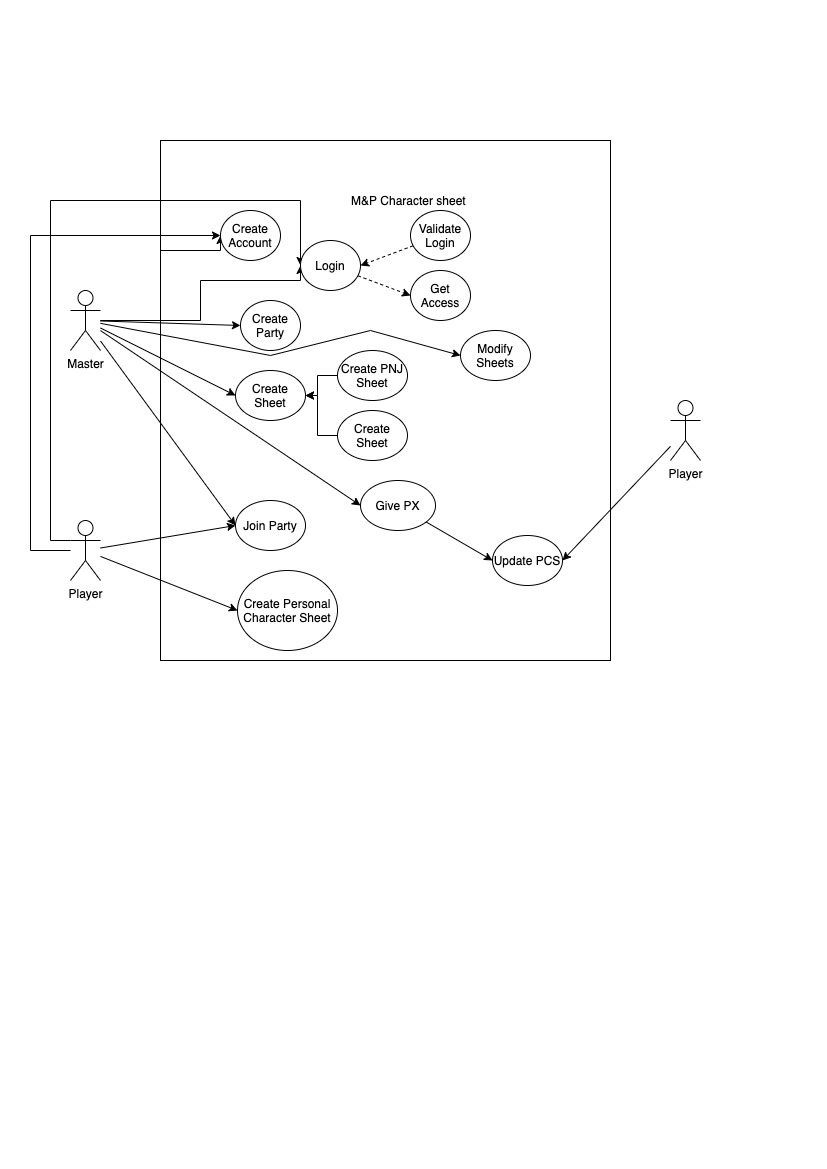 M&P Character sheet
Create
Account
Validate
Login
Login
Get
Access
Create
Party
Master
Modify
Sheets
Create PNJ
Sheet
Create
Sheet
Create
Sheet
Player
Give PX
Join Party
Update PCS
Player
Create Personal
Character Sheet